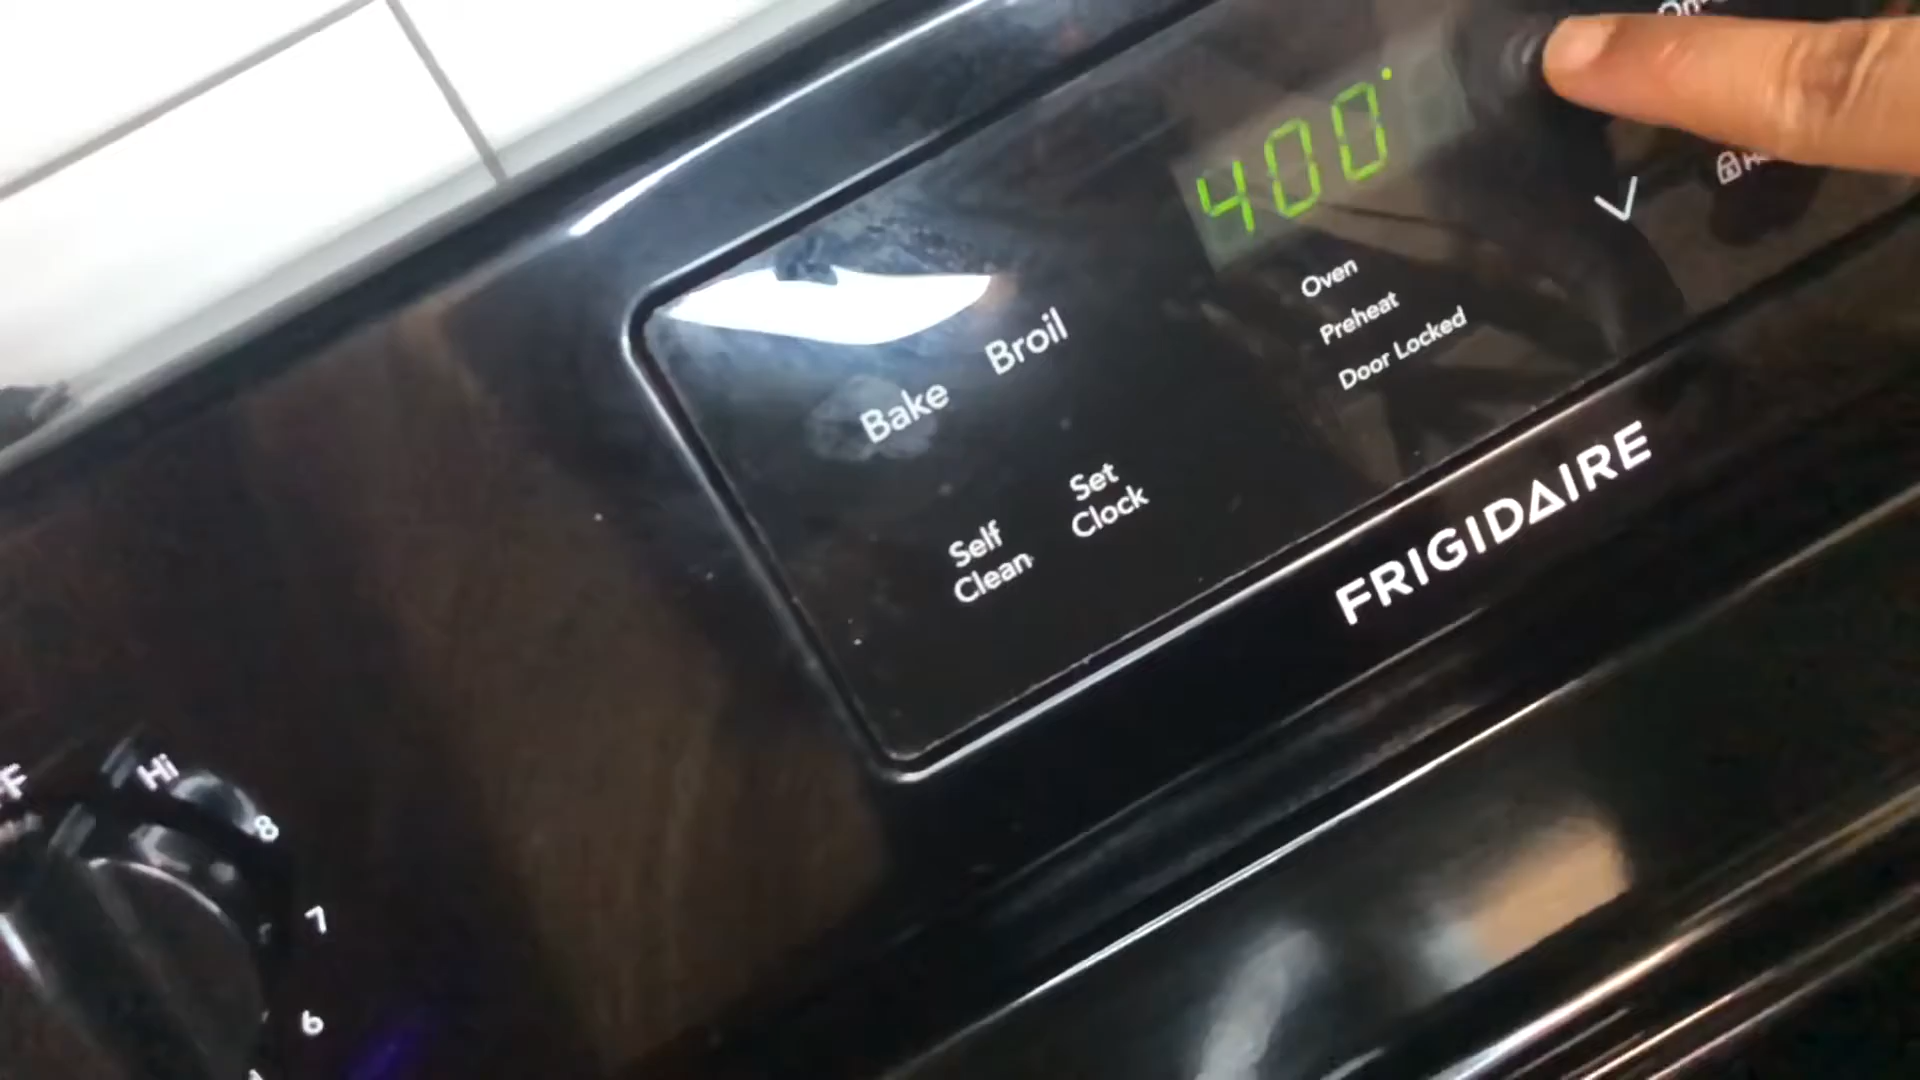 400°
Oven
Preheat
Door Locked
Bake
Broil
Self
Clean
Set
Clock
FRIGIDAIRE
Hi
8
7
6